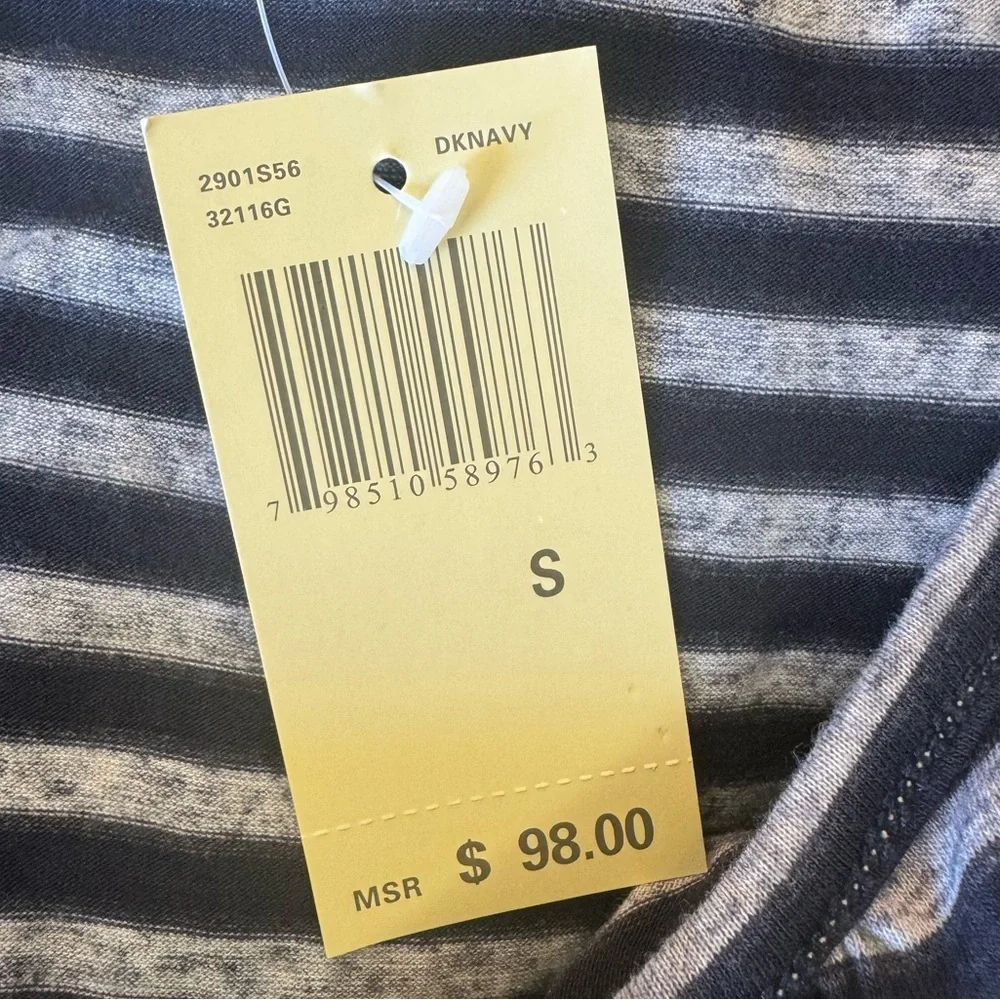 2901S56
DKNAVY
32116G
7 98510 58976 3
S
MSR $ 98.00